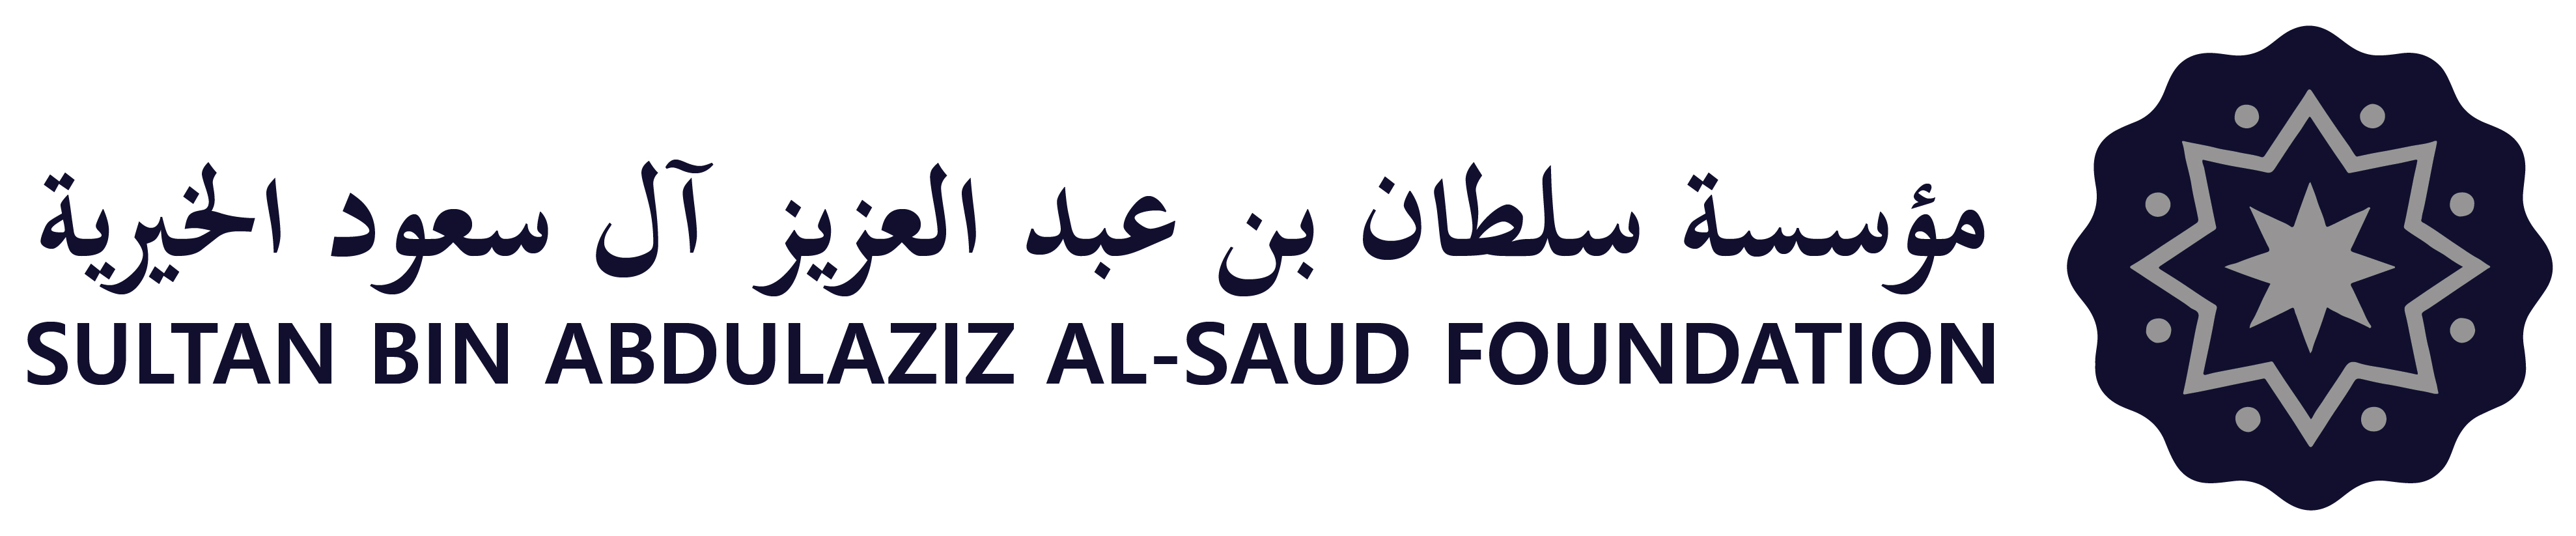 مؤسسة سلطان بن عبد العزيز آل سعود الخيرية
SULTAN BIN ABDULAZIZ AL-SAUD FOUNDATION